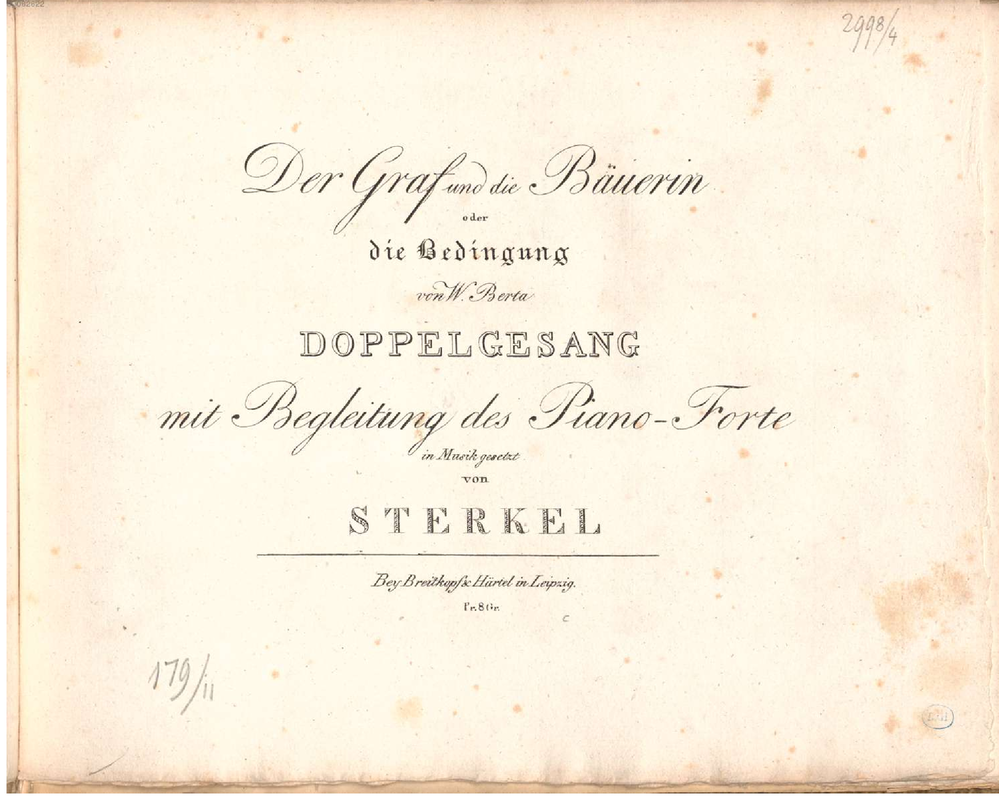 2998/4
Der Graf und die Bäuerin
oder
die Bedingung
von W. Berta
DOPPELGESANG
mit Begleitung des Piano-Forte
in Musik gesetzt
von
STERKEL
Bey Breitkopf & Härtel in Leipzig.
Pr. 8 Gr.
179/11